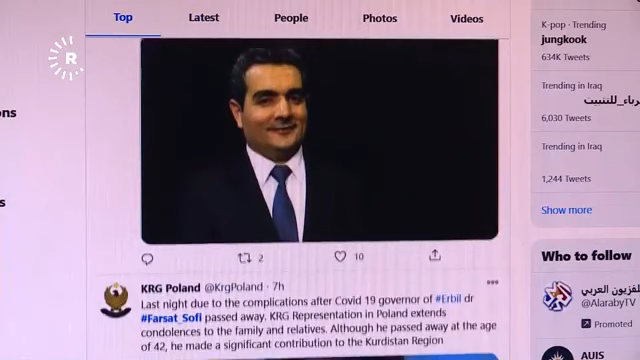 R
Top Latest People Photos Videos
ons
s
2 10
KRG Poland @KrgPoland · 7h
Last night due to the complications after Covid 19 governor of #Erbil dr
#Farsat_Sofi passed away. KRG Representation in Poland extends
condolences to the family and relatives. Although he passed away at the age
of 42, he made a significant contribution to the Kurdistan Region
K-pop · Trending
jungkook
634K Tweets
Trending in Iraq
6,030 Tweets
Trending in Iraq
1,244 Tweets
Show more
Who to follow
@AlarabyTV
Promoted
AUIS